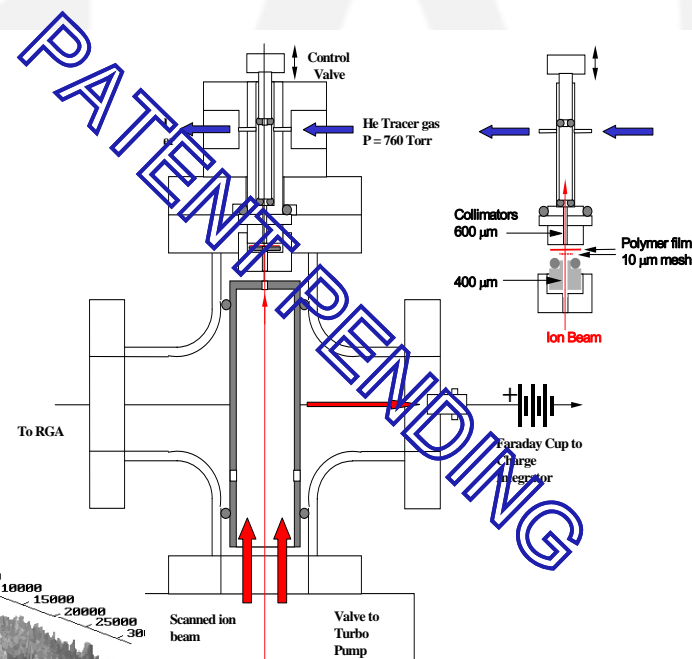 PATENT PENDING
Control
Valve
He Tracer gas
P = 760 Torr
Collimators
600 µm
Polymer film
10 µm mesh
400 µm
Ion Beam
To RGA
+
Faraday Cup to
Charge
Integrator
10000
15000
20000
25000
Scanned ion
beam
Valve to
Turbo
Pump